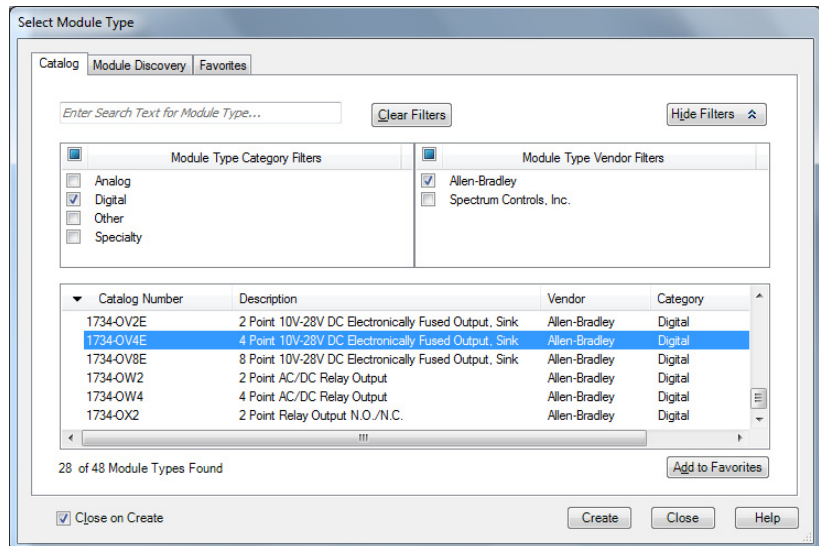 Select Module Type
Catalog Module Discovery Favorites
Enter Search Text for Module Type... Clear Filters Hide Filters
Module Type Category Filters Module Type Vendor Filters
Analog Allen-Bradley
Digital Spectrum Controls, Inc.
Other
Specialty
Catalog Number Description Vendor Category
1734-OV2E 2 Point 10V-28V DC Electronically Fused Output, Sink Allen-Bradley Digital
1734-OV4E 4 Point 10V-28V DC Electronically Fused Output, Sink Allen-Bradley Digital
1734-OV8E 8 Point 10V-28V DC Electronically Fused Output, Sink Allen-Bradley Digital
1734-OW2 2 Point AC/DC Relay Output Allen-Bradley Digital
1734-OW4 4 Point AC/DC Relay Output Allen-Bradley Digital
1734-OX2 2 Point Relay Output N.O./N.C. Allen-Bradley Digital
28 of 48 Module Types Found Add to Favorites
Close on Create Create Close Help